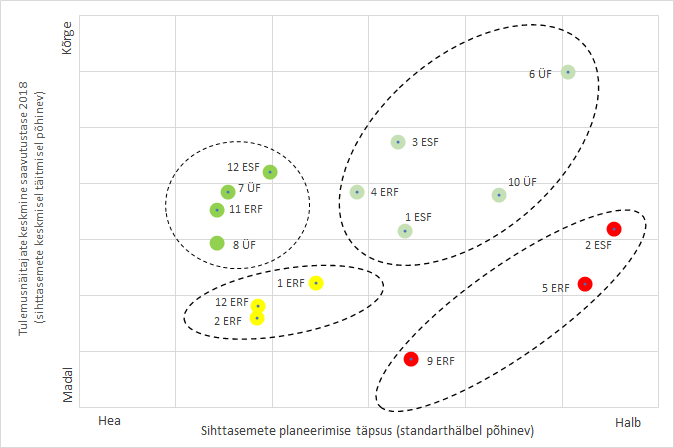 Kõrge
Tulemusnäitajate keskmine saavutustase 2018
(sihttasemete keskmisel täitmisel põhinev)
Madal
6 ÜF
3 ESF
12 ESF
7 ÜF
4 ERF
10 ÜF
11 ERF
1 ESF
8 ÜF
2 ESF
1 ERF
5 ERF
12 ERF
2 ERF
9 ERF
Hea
Sihttasemete planeerimise täpsus (standarthälbel põhinev)
Halb